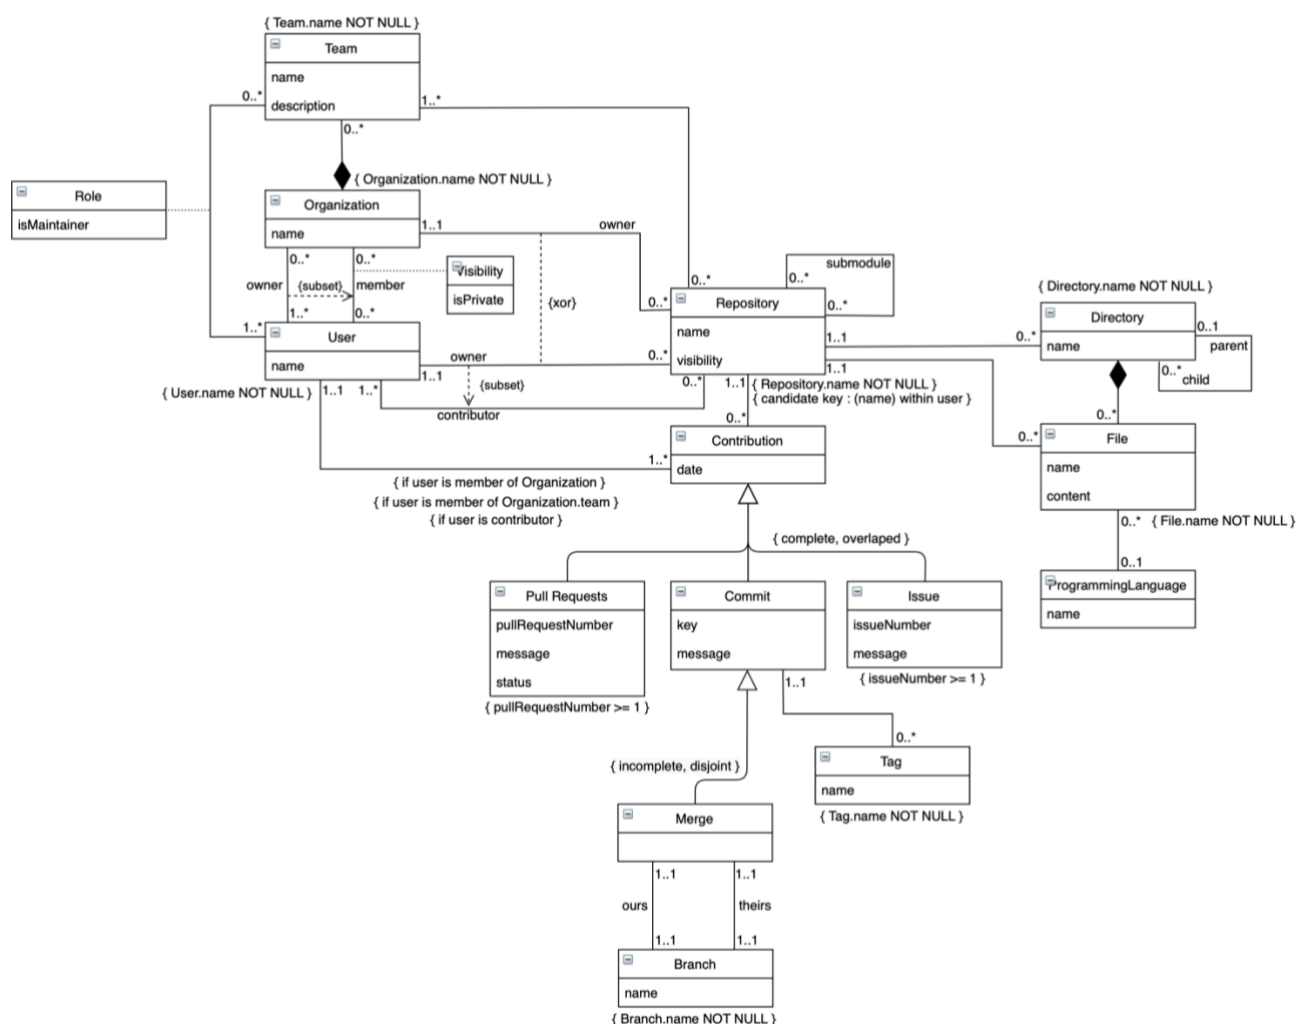 { Team.name NOT NULL }
Team
name
description
0..*
1..*
0..*
Role
isMaintainer
{ Organization.name NOT NULL }
Organization
name
1..1
owner
0..*
0..*
owner
{subset}
member
1..*
0..*
Visibility
isPrivate
{xor}
1..*
User
name
{ User.name NOT NULL }
1..1
1..*
1..1
owner
{subset}
contributor
0..*
0..*
0..*
0..*
submodule
0..*
0..*
Repository
name
visibility
1..1
1..1
1..1
{ Repository.name NOT NULL }
{ candidate key : (name) within user }
{ Directory.name NOT NULL }
Directory
name
0..*
0..1
parent
0..*
child
0..*
0..*
File
name
content
0..*
{ File.name NOT NULL }
0..1
ProgrammingLanguage
name
0..*
Contribution
date
1..*
{ if user is member of Organization }
{ if user is member of Organization.team }
{ if user is contributor }
{ complete, overlaped }
Pull Requests
pullRequestNumber
message
status
{ pullRequestNumber >= 1 }
Commit
key
message
1..1
Issue
issueNumber
message
{ issueNumber >= 1 }
0..*
Tag
name
{ Tag.name NOT NULL }
{ incomplete, disjoint }
Merge
1..1
1..1
ours
theirs
1..1
1..1
Branch
name
{ Branch.name NOT NULL }